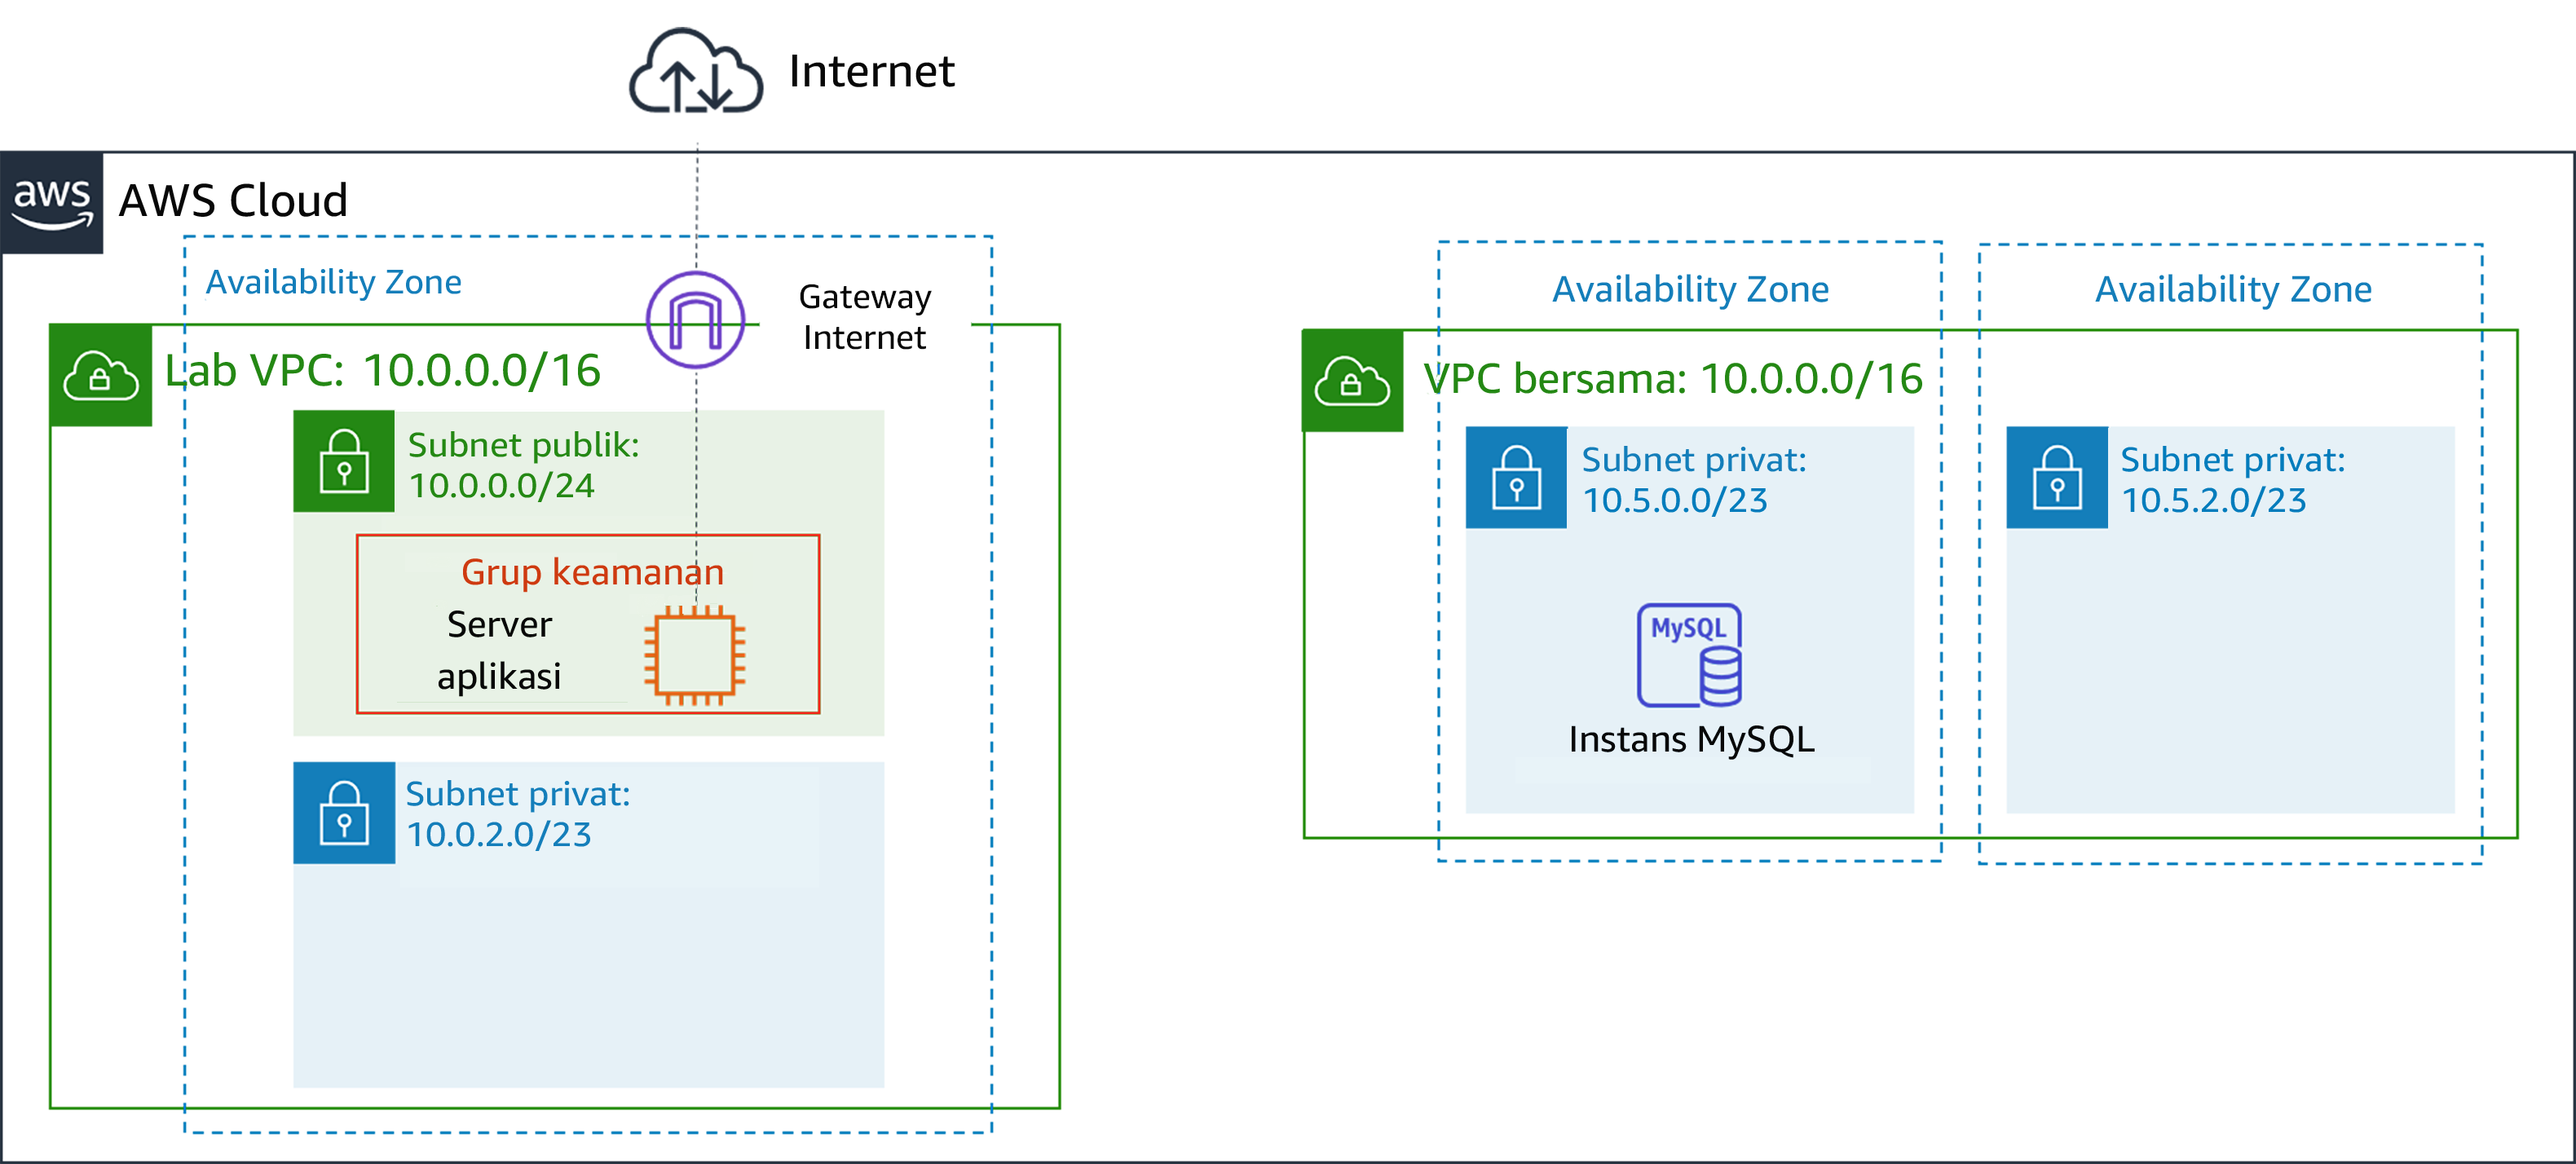 Internet
aws
AWS Cloud
Availability Zone
Gateway
Internet
Lab VPC: 10.0.0.0/16
Subnet publik:
10.0.0.0/24
Grup keamanan
Server
aplikasi
Subnet privat:
10.0.2.0/23
Availability Zone
Availability Zone
VPC bersama: 10.0.0.0/16
Subnet privat:
10.5.0.0/23
MySQL
Instans MySQL
Subnet privat:
10.5.2.0/23